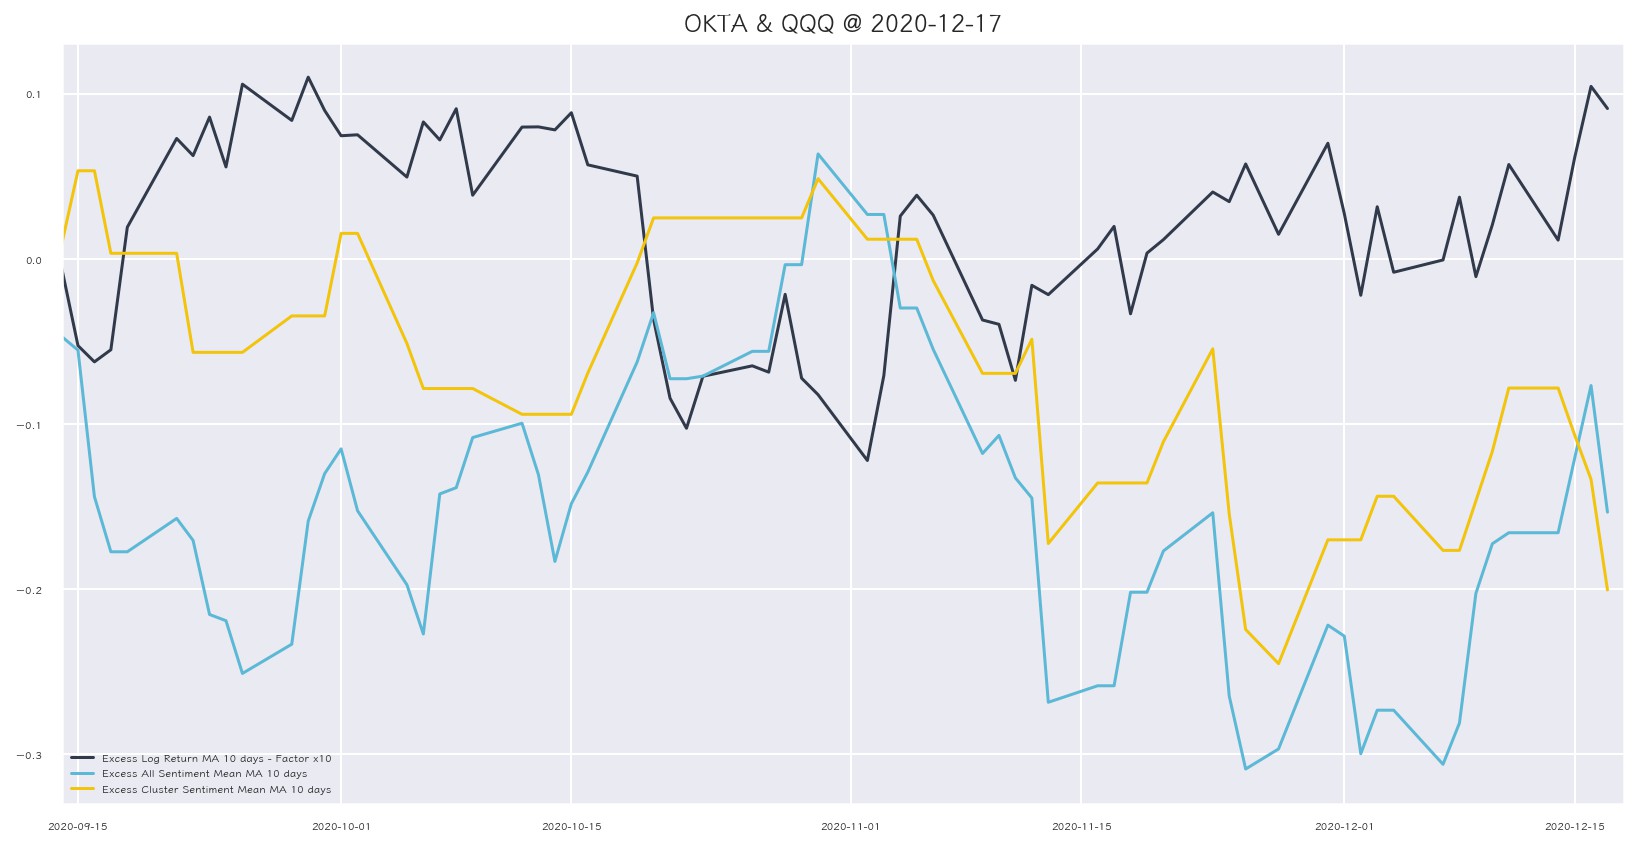 OKTA & QQQ @ 2020-12-17
0.1
0.0
−0.1
−0.2
−0.3
Excess Log Return MA 10 days - Factor x10
Excess All Sentiment Mean MA 10 days
Excess Cluster Sentiment Mean MA 10 days
2020-09-15 2020-10-01 2020-10-15 2020-11-01 2020-11-15 2020-12-01 2020-12-15